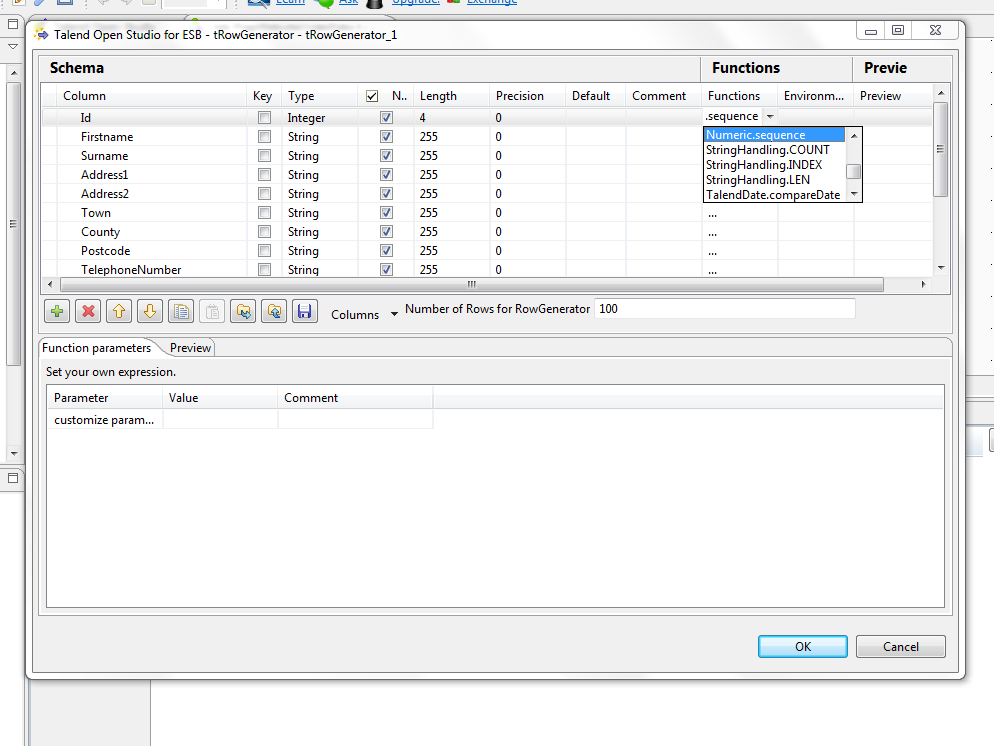 Learn Ask Upgrade! Exchange
Talend Open Studio for ESB - tRowGenerator - tRowGenerator_1
Schema Functions Previe
Column Key Type N.. Length Precision Default Comment Functions Environm... Preview
Id Integer 4 0 .sequence
Firstname String 255 0
Numeric.sequence
StringHandling.COUNT
StringHandling.INDEX
StringHandling.LEN
TalendDate.compareDate
Surname String 255 0
Address1 String 255 0
Address2 String 255 0
Town String 255 0 ...
County String 255 0 ...
Postcode String 255 0 ...
TelephoneNumber String 255 0 ...
Columns Number of Rows for RowGenerator 100
Function parameters Preview
Set your own expression.
Parameter Value Comment
customize param...
OK Cancel